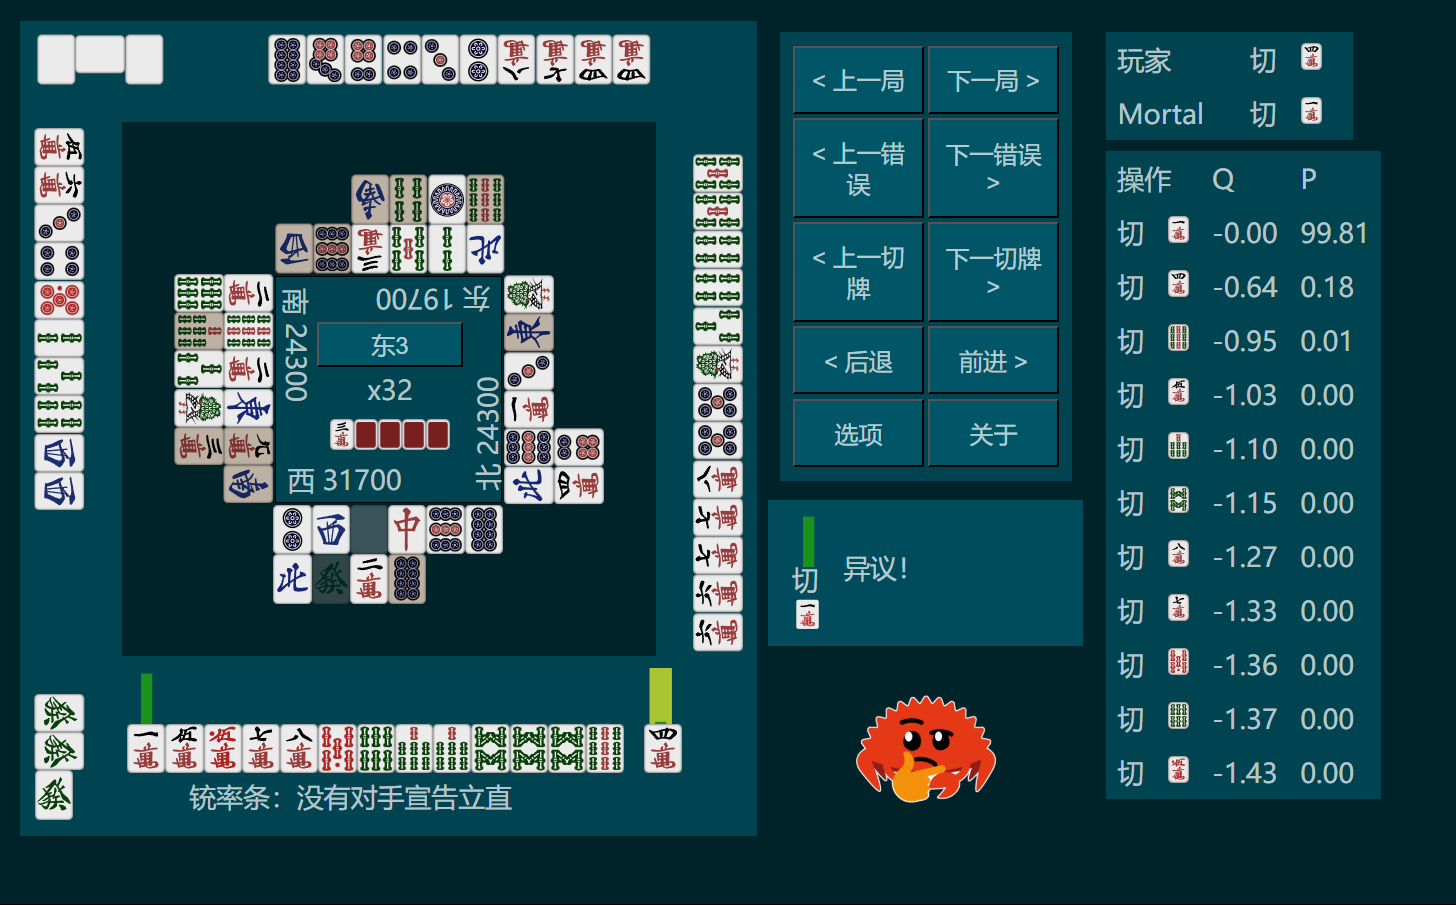 < 上一局
下一局 >
< 上一错
误
下一错误
>
< 上一切
牌
下一切牌
>
< 后退
前进 >
选项
关于
玩家 切
Mortal 切
操作 Q P
切 -0.00 99.81
切 -0.64 0.18
切 -0.95 0.01
切 -1.03 0.00
切 -1.10 0.00
切 -1.15 0.00
切 -1.27 0.00
切 -1.33 0.00
切 -1.36 0.00
切 -1.37 0.00
切 -1.43 0.00
东 19700
南 24300
东3
x32
北 24300
西 31700
切
异议！
铳率条：没有对手宣告立直